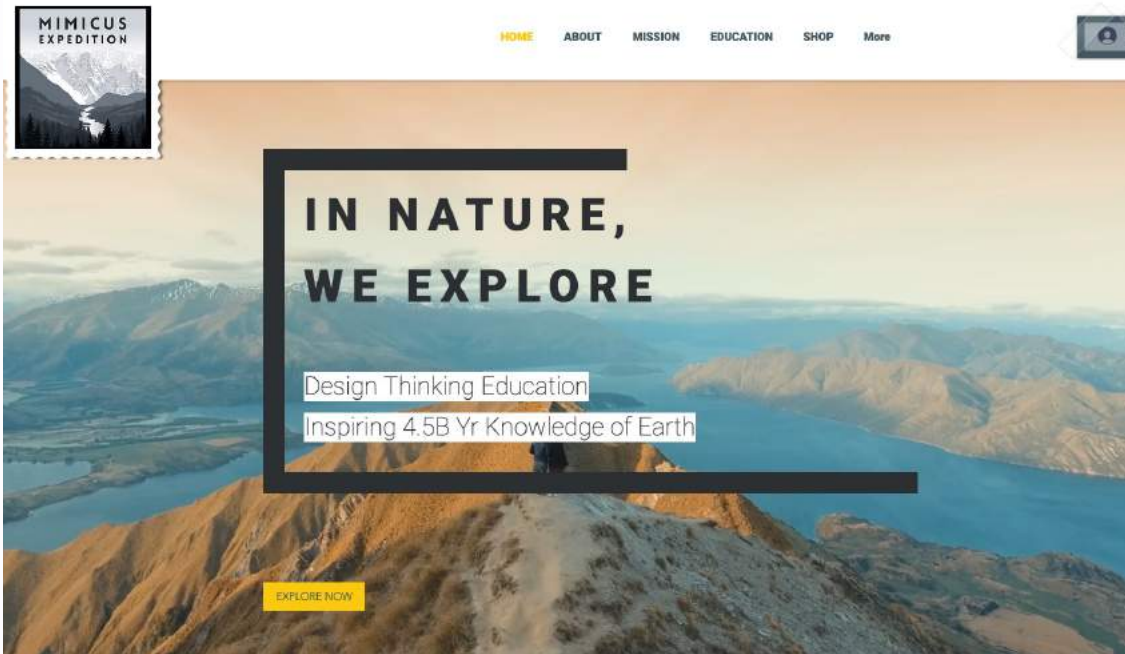 MIMICUS
EXPEDITION
HOME ABOUT MISSION EDUCATION SHOP More
IN NATURE,
WE EXPLORE
Design Thinking Education
Inspiring 4.5B Yr Knowledge of Earth
EXPLORE NOW